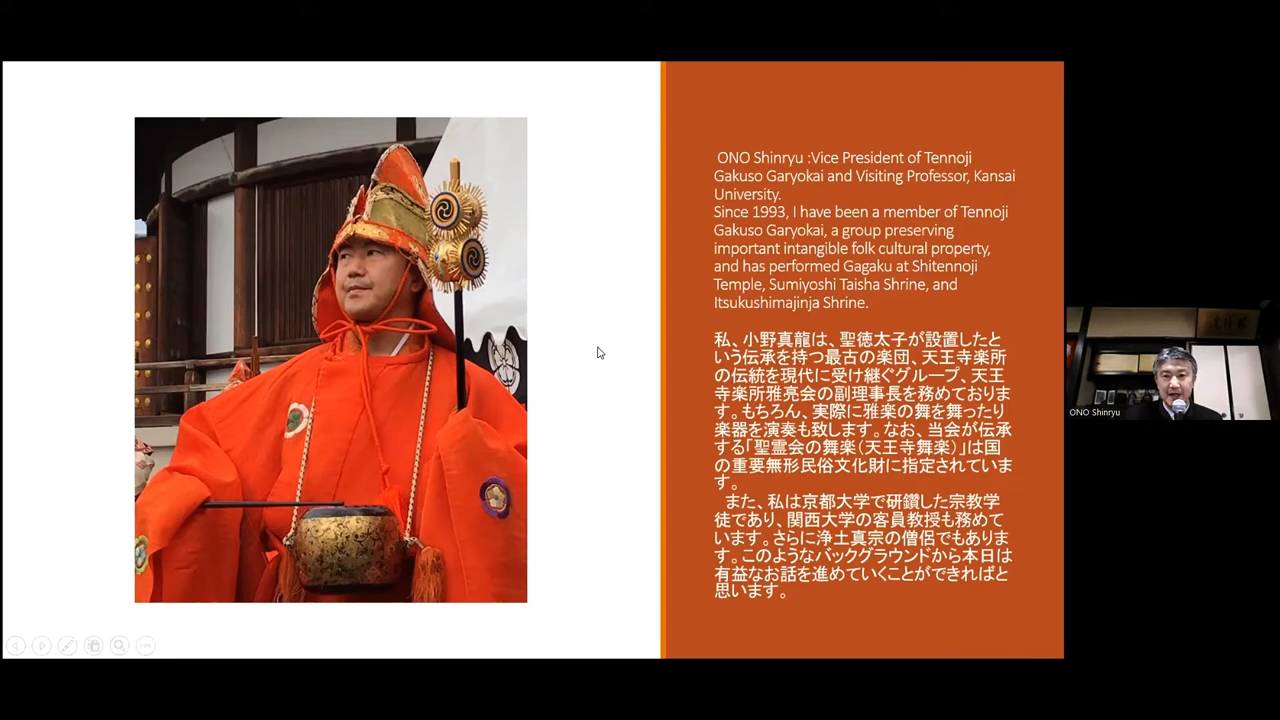 ONO Shinryu :Vice President of Tennoji
Gakuso Garyokai and Visiting Professor, Kansai
University.
Since 1993, I have been a member of Tennoji
Gakuso Garyokai, a group preserving
important intangible folk cultural property,
and has performed Gagaku at Shitennoji
Temple, Sumiyoshi Taisha Shrine, and
Itsukushimajinja Shrine.
私、小野真龍は、聖徳太子が設置したと
いう伝承を持つ最古の楽団、天王寺楽所
の伝統を現代に受け継ぐグループ、天王
寺楽所雅亮会の副理事長を務めておりま
す。もちろん、実際に雅楽の舞を舞ったり
楽器を演奏も致します。なお、当会が伝承
する「聖霊会の舞楽（天王寺舞楽）」は国
の重要無形民俗文化財に指定されていま
す。
また、私は京都大学で研鑽した宗教学
徒であり、関西大学の客員教授も務めて
います。さらに浄土真宗の僧侶でもありま
す。このようなバックグラウンドから本日は
有益なお話を進めていくことができればと
思います。
ONO Shinryu